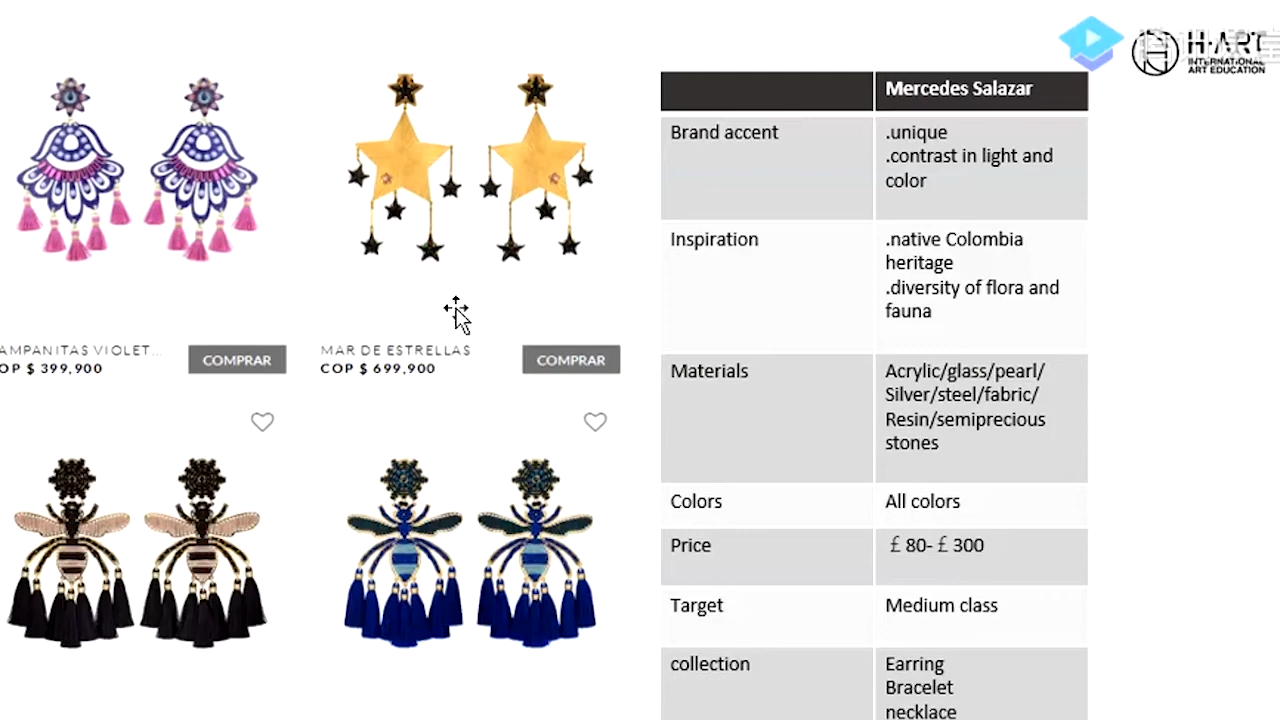 H-ART
INTERNATIONAL
ART EDUCATION
AMPANITAS VIOLET...
OP $ 399,900
COMPRAR
MAR DE ESTRELLAS
COP $ 699,900
COMPRAR
Mercedes Salazar
Brand accent
.unique
.contrast in light and
color
Inspiration
.native Colombia
heritage
.diversity of flora and
fauna
Materials
Acrylic/glass/pearl/
Silver/steel/fabric/
Resin/semiprecious
stones
Colors
All colors
Price
£ 80- £ 300
Target
Medium class
collection
Earring
Bracelet
necklace